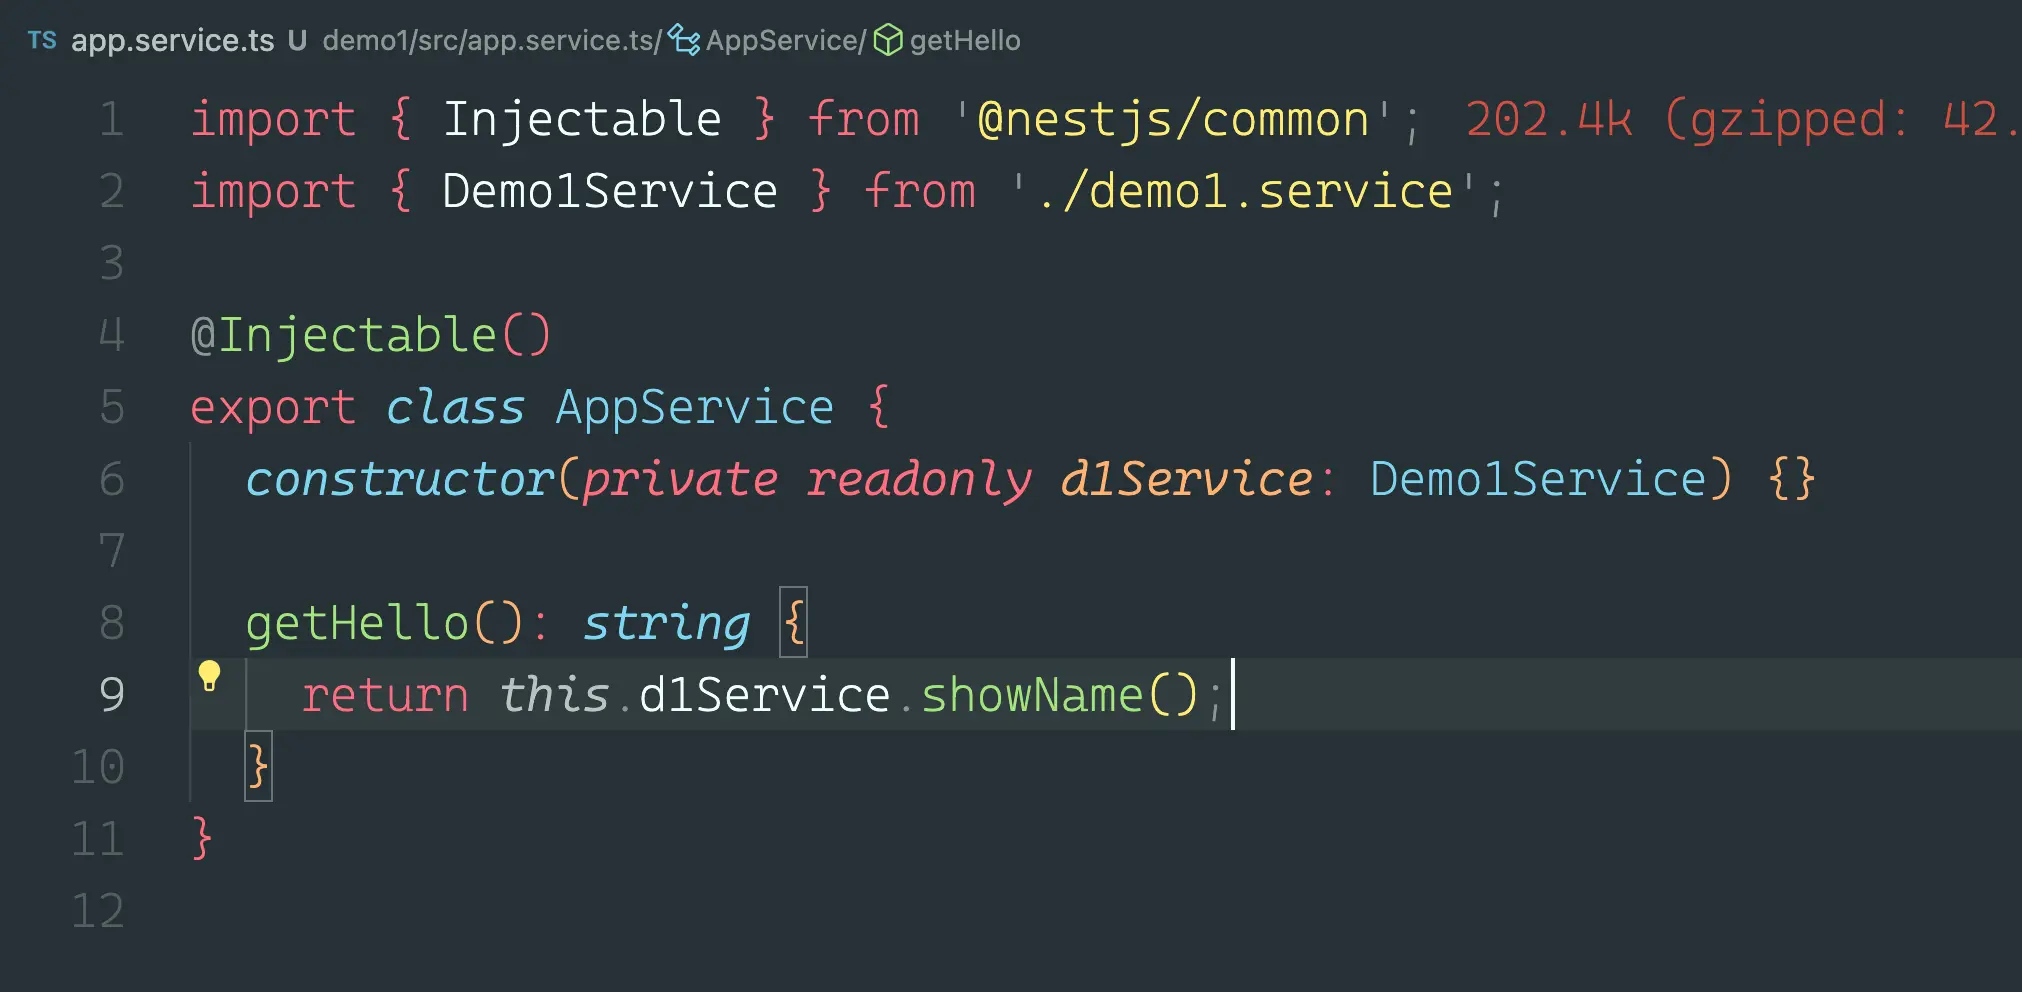 TS app.service.ts U demo1/src/app.service.ts/ AppService/ getHello
1 import { Injectable } from '@nestjs/common'; 202.4k (gzipped: 42.
2 import { Demo1Service } from './demo1.service';
3
4 @Injectable()
5 export class AppService {
6   constructor(private readonly d1Service: Demo1Service) {}
7
8   getHello(): string {
9     return this.d1Service.showName();
10   }
11 }
12